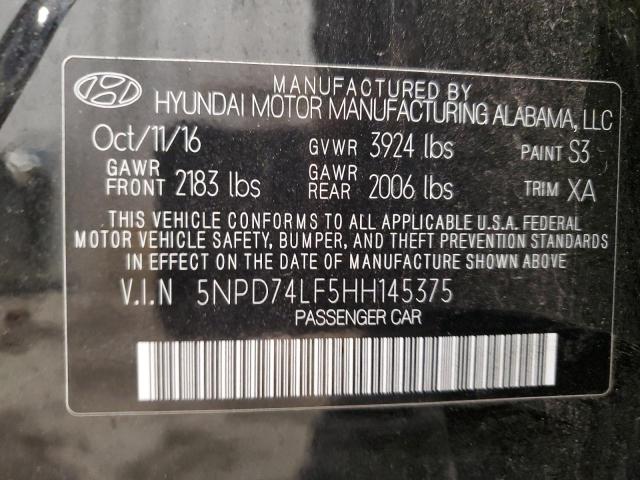 MANUFACTURED BY
HYUNDAI MOTOR MANUFACTURING ALABAMA, LLC
Oct/11/16 GVWR 3924 lbs PAINT S3
GAWR FRONT 2183 lbs GAWR REAR 2006 lbs TRIM XA
THIS VEHICLE CONFORMS TO ALL APPLICABLE U.S.A. FEDERAL
MOTOR VEHICLE SAFETY, BUMPER, AND THEFT PREVENTION STANDARDS
IN EFFECT ON THE DATE OF MANUFACTURE SHOWN ABOVE.
V.I.N 5NPD74LF5HH145375
PASSENGER CAR